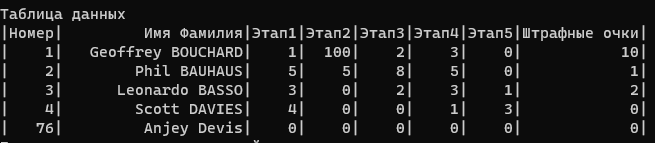 Таблица данных
|Номер|         Имя Фамилия|Этап1|Этап2|Этап3|Этап4|Этап5|Штрафные очки|
|    1|   Geoffrey BOUCHARD|    1|  100|    2|    3|    0|           10|
|    2|        Phil BAUHAUS|    5|    5|    8|    5|    0|            1|
|    3|      Leonardo BASSO|    3|    0|    2|    3|    1|            2|
|    4|        Scott DAVIES|    4|    0|    0|    1|    3|            0|
|   76|         Anjey Devis|    0|    0|    0|    0|    0|            0|